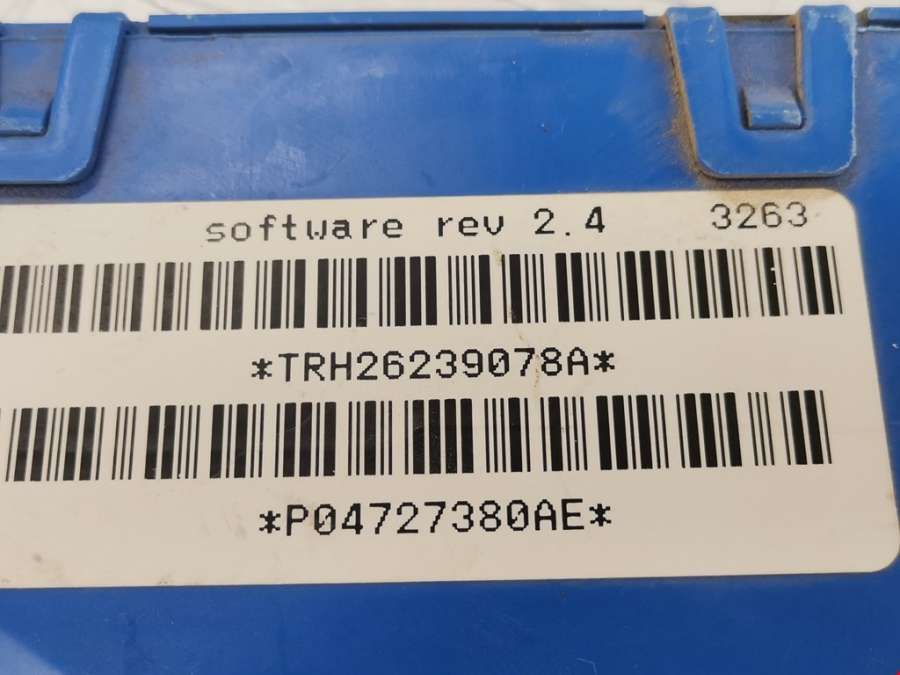 software rev 2.4 3263
*TRH26239078A*
*P04727380AE*